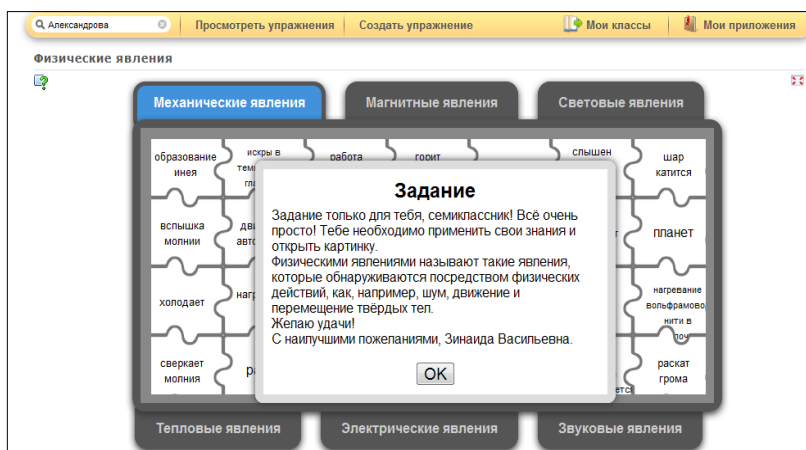 Александрова Просмотреть упражнения Создать упражнение Мои классы Мои приложения
Физические явления
Механические явления Магнитные явления Световые явления
образование искры в работа горит слышен шар
инея катится
Задание
Задание только для тебя, семиклассник! Всё очень
просто! Тебе необходимо применить свои знания и
открыть картинку.
Физическими явлениями называют такие явления,
которые обнаруживаются посредством физических
действий, как, например, шум, движение и
перемещение твёрдых тел.
Желаю удачи!
С наилучшими пожеланиями, Зинаида Васильевна.
OK
вспышка планет
молнии
холодает нагревание
вольфрамово
нити в
сверкает раскат
молния грома
Тепловые явления Электрические явления Звуковые явления